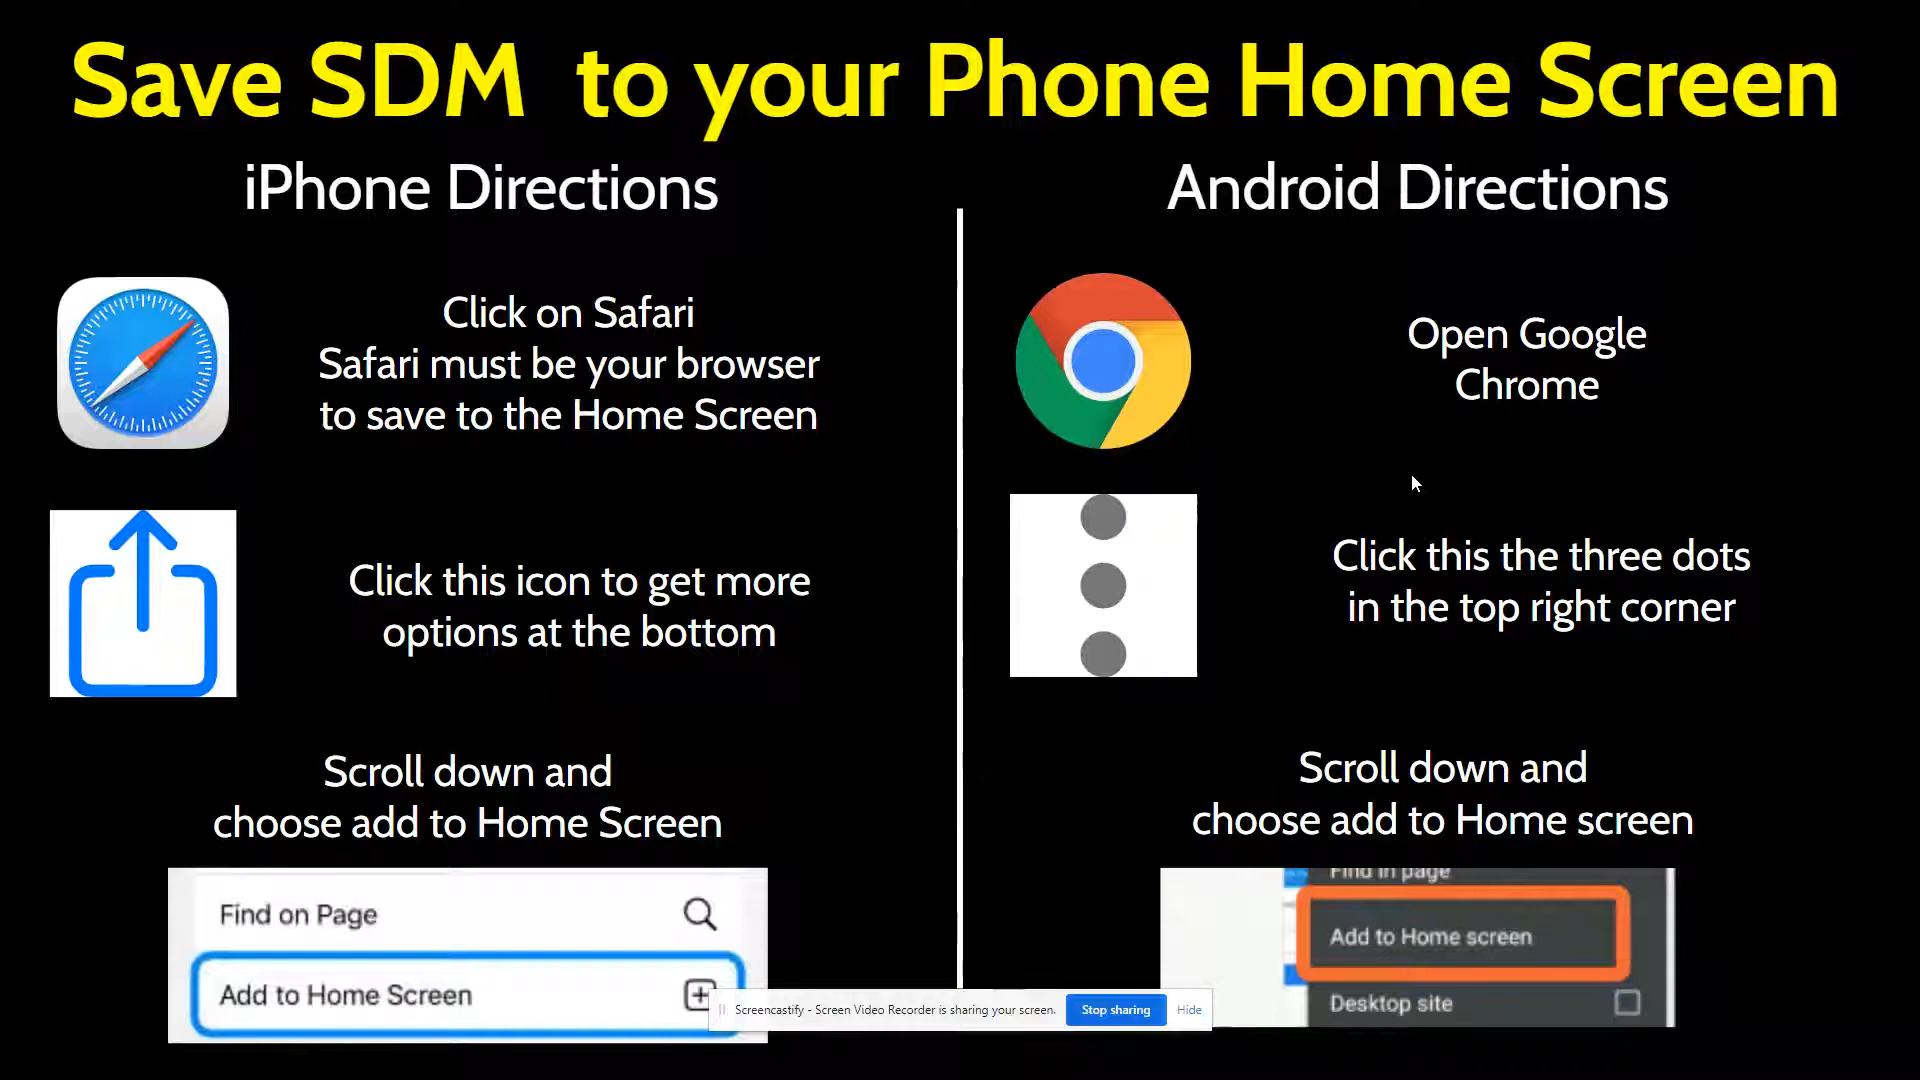 Save SDM to your Phone Home Screen
iPhone Directions
Click on Safari
Safari must be your browser
to save to the Home Screen
Click this icon to get more
options at the bottom
Scroll down and
choose add to Home Screen
Find on Page
Add to Home Screen
Android Directions
Open Google
Chrome
Click this the three dots
in the top right corner
Scroll down and
choose add to Home screen
Find in page
Add to Home screen
Desktop site
Screencastify - Screen Video Recorder is sharing your screen.
Stop sharing
Hide